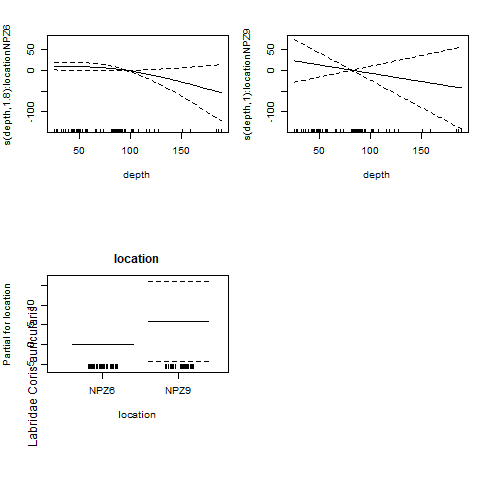 s(depth,1.8):locationNPZ6
50
0
-100
50
100
150
depth
s(depth,1):locationNPZ9
50
0
-100
50
100
150
depth
location
Partial for location
Labridae Coris auricularis
NPZ6
NPZ9
location